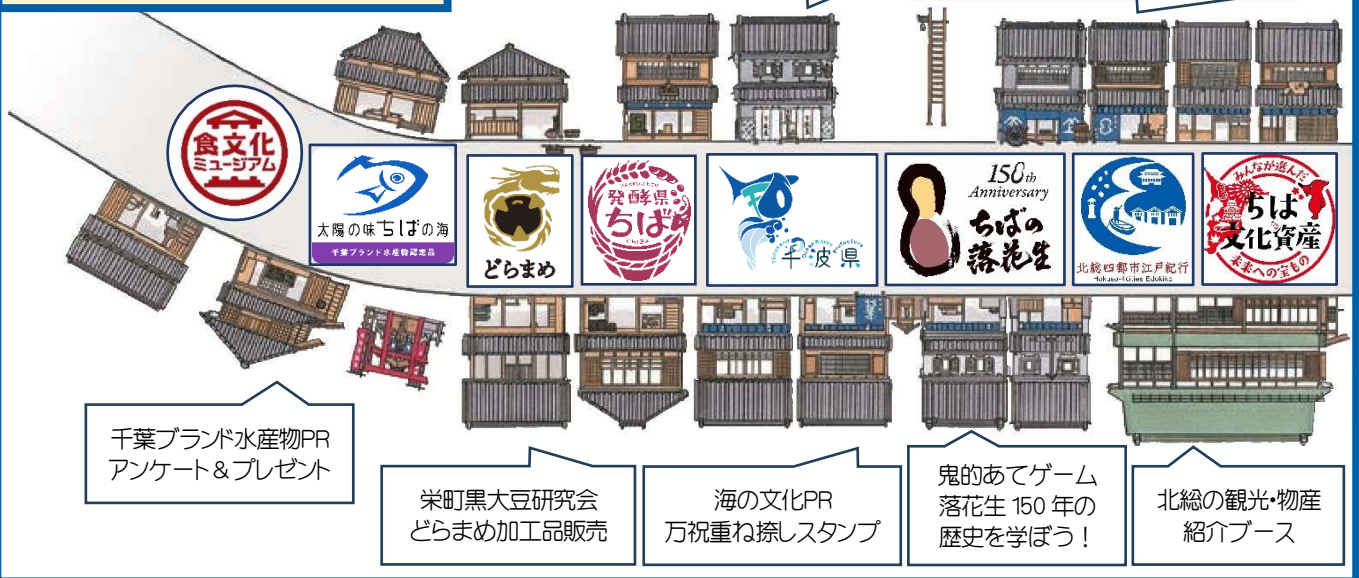 食文化
ミュージアム
太陽の味ちばの海
千葉ブランド水産物認定品
どらまめ
発酵県
ちば
CHIBA
千波県
150th
Anniversary
ちばの
落花生
北総四都市江戸紀行
Hokuso-4cities Edokiko
みんなが選んだ
ちば
文化資産
未来への宝もの
千葉ブランド水産物PR
アンケート&プレゼント
栄町黒大豆研究会
どらまめ加工品販売
海の文化PR
万祝重ね捺しスタンプ
鬼的あてゲーム
落花生150年の
歴史を学ぼう!
北総の観光・物産
紹介ブース